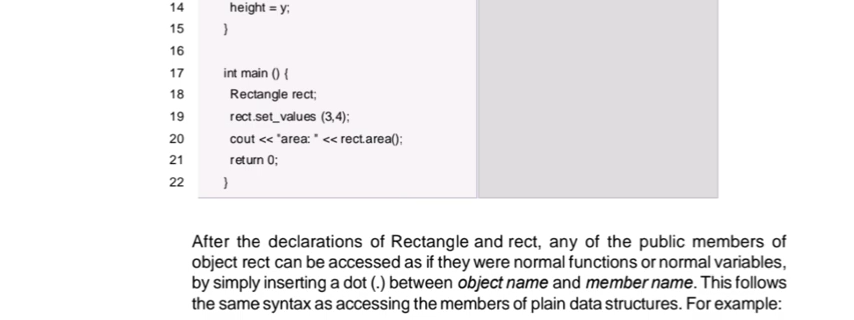 14 height = y;
15 }
16
17 int main () {
18 Rectangle rect;
19 rect.set_values (3,4);
20 cout << "area: " << rect.area();
21 return 0;
22 }
After the declarations of Rectangle and rect, any of the public members of
object rect can be accessed as if they were normal functions or normal variables,
by simply inserting a dot (.) between object name and member name. This follows
the same syntax as accessing the members of plain data structures. For example: